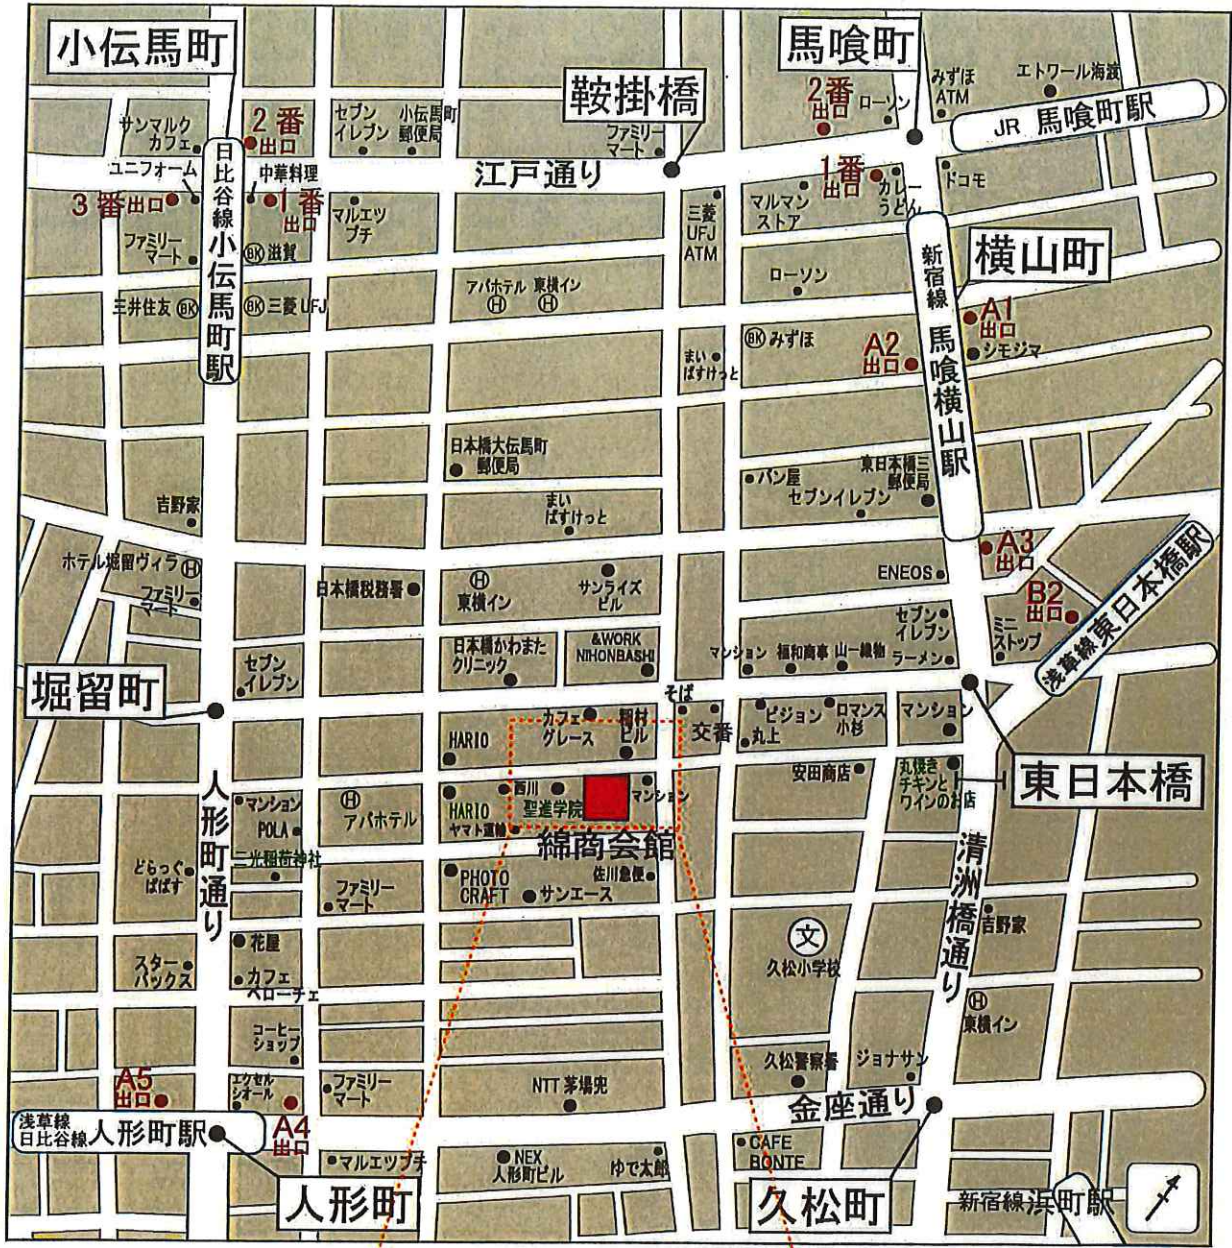 小伝馬町
馬喰町
鞍掛橋
2番
出口
ローソン
みずほ
ATM
エトワール海渡
JR 馬喰町駅
サンマルク
カフェ
2番
出口
セブン
イレブン
小伝馬町
郵便局
ファミリー
マート
江戸通り
ユニフォーム
日比谷線 小伝馬町駅
中華料理
3番出口
1番
出口
マルエツ
プチ
1番
出口
カレー
うどん
ドコモ
三菱
UFJ
ATM
マルマン
ストア
ファミリー
マート
BK 滋賀
三井住友 BK
BK 三菱UFJ
アパホテル
H
東横イン
H
ローソン
新宿線 馬喰横山駅
横山町
A1
出口
シモジマ
A2
出口
BK みずほ
まい
ばすけっと
日本橋大伝馬町
郵便局
パン屋
セブンイレブン
東日本橋三
郵便局
まい
ばすけっと
吉野家
ホテル堀留ヴィラ H
ファミリー
マート
日本橋税務署
H
東横イン
サンライズ
ビル
ENEOS
A3
出口
B2
出口
浅草線 東日本橋駅
セブン
イレブン
ミニ
ストップ
ラーメン
セブン
イレブン
日本橋かわまた
クリニック
&WORK
NIHONBASHI
マンション
福和商事
山一織物
堀留町
そば
カフェ
グレース
稲村
ビル
交番
丸上
ピジョン
ロマンス
小杉
マンション
HARIO
安田商店
丸焼き
チキンと
ワインのお店
東日本橋
HARIO
西川
聖進学院
マンション
ヤマト運輸
綿商会館
人形町通り
マンション
POLA
H
アパホテル
三光稲荷神社
どらっぐ
ぱぱす
ファミリー
マート
PHOTO
CRAFT
サンエース
佐川急便
清洲橋通り
吉野家
文
久松小学校
花屋
カフェ
ベローチェ
スター
バックス
H
東横イン
コーヒー
ショップ
久松警察署
ジョナサン
A5
出口
エクセル
シオール
A4
出口
ファミリー
マート
NTT 茅場兜
金座通り
浅草線
日比谷線 人形町駅
マルエツプチ
NEX
人形町ビル
ゆで太郎
CAFE
BONTE
人形町
久松町
新宿線 浜町駅